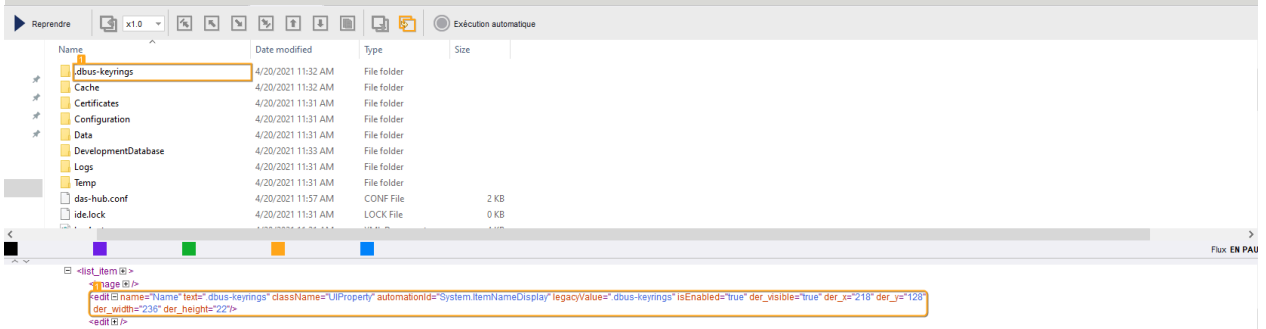 Reprendre x1.0 Exécution automatique
Name Date modified Type Size
1
.dbus-keyrings 4/20/2021 11:32 AM File folder
Cache 4/20/2021 11:32 AM File folder
Certificates 4/20/2021 11:31 AM File folder
Configuration 4/20/2021 11:31 AM File folder
Data 4/20/2021 11:31 AM File folder
DevelopmentDatabase 4/20/2021 11:33 AM File folder
Logs 4/20/2021 11:31 AM File folder
Temp 4/20/2021 11:31 AM File folder
das-hub.conf 4/20/2021 11:57 AM CONF File 2 KB
ide.lock 4/20/2021 11:31 AM LOCK File 0 KB
Flux EN PAU
<list_item >
1
<image />
<edit name="Name" text=".dbus-keyrings" className="UIProperty" automationId="System.ItemNameDisplay" legacyValue=".dbus-keyrings" isEnabled="true" der_visible="true" der_x="218" der_y="128"
der_width="236" der_height="22"/>
<edit />